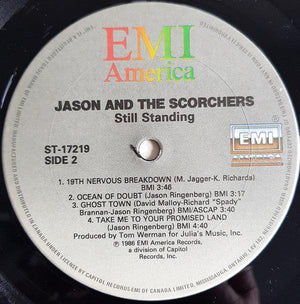 EMI
America
JASON AND THE SCORCHERS
Still Standing
ST-17219
SIDE 2
EMI
AMERICA
1. 19TH NERVOUS BREAKDOWN (M. Jagger-K. Richards)
BMI 3:46
2. OCEAN OF DOUBT (Jason Ringenberg) BMI 3:17
3. GHOST TOWN (David Malloy-Richard "Spady"
Brannan-Jason Ringenberg) BMI/ASCAP 3:40
4. TAKE ME TO YOUR PROMISED LAND
(Jason Ringenberg) BMI 4:40
Produced by Tom Werman for Julia's Music, Inc.
℗ 1986 EMI America Records,
a division of Capitol
Records, Inc.